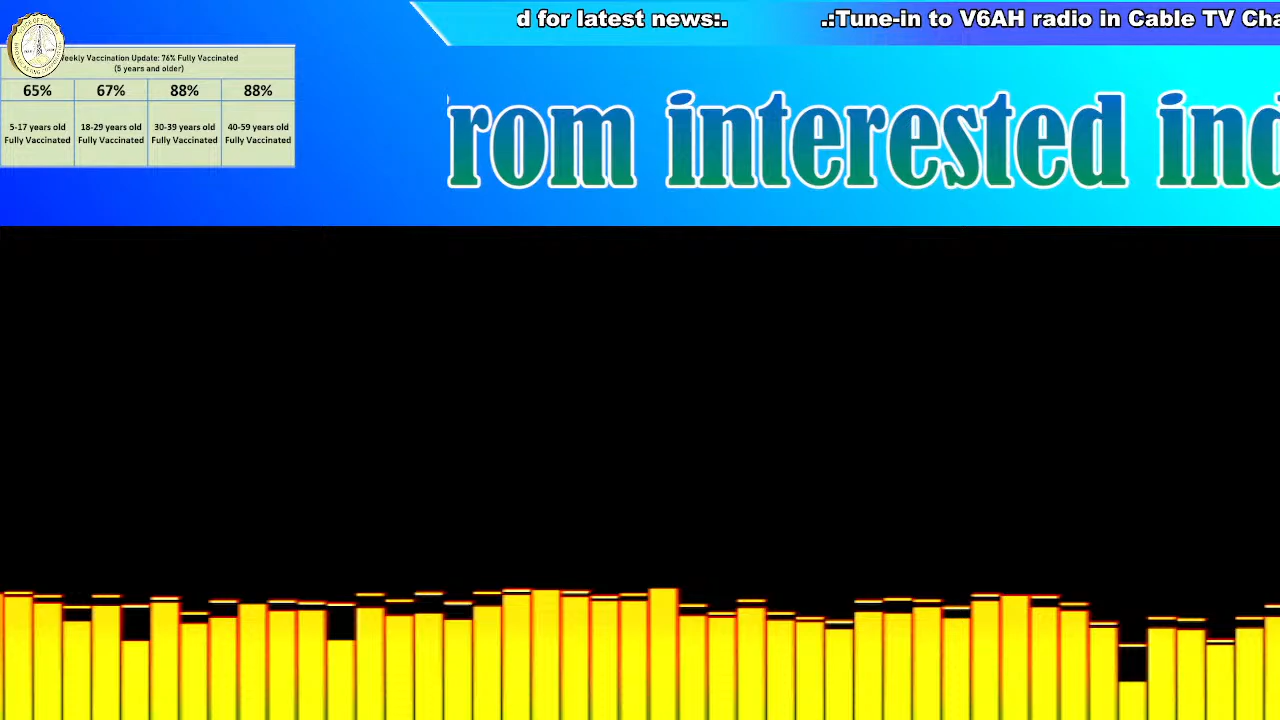 d for latest news:.
.:Tune-in to V6AH radio in Cable TV Cha
Weekly Vaccination Update: 76% Fully Vaccinated
(5 years and older)
65% 67% 88% 88%
5-17 years old 18-29 years old 30-39 years old 40-59 years old
Fully Vaccinated Fully Vaccinated Fully Vaccinated Fully Vaccinated
rom interested ind